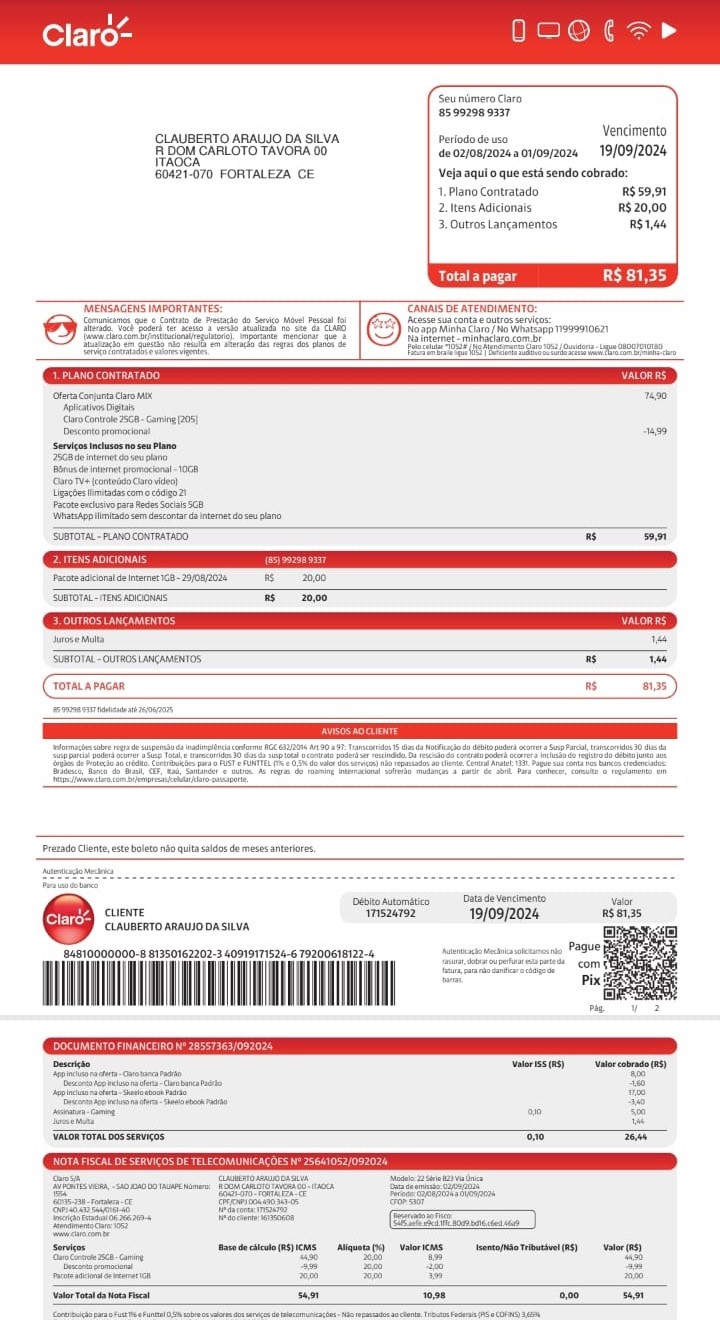 Claro
Seu número Claro
85 99298 9337
Período de uso
de 02/08/2024 a 01/09/2024
Vencimento
19/09/2024
Veja aqui o que está sendo cobrado:
1. Plano Contratado R$ 59,91
2. Itens Adicionais R$ 20,00
3. Outros Lançamentos R$ 1,44
Total a pagar R$ 81,35
CLAUBERTO ARAUJO DA SILVA
R DOM CARLOTO TAVORA 00
ITAOCA
60421-070 FORTALEZA CE
MENSAGENS IMPORTANTES:
Comunicamos que o Contrato de Prestação do Serviço Móvel Pessoal foi
alterado. Você poderá ter acesso a versão atualizada no site da CLARO
(www.claro.com.br/institucional/regulatorio). Importante mencionar que a
atualização em questão não resulta em alteração das regras dos planos de
serviço contratados e valores vigentes.
CANAIS DE ATENDIMENTO:
Acesse sua conta e outros serviços:
No app Minha Claro / No Whatsapp 11999910621
Na internet - minhaclaro.com.br
Pelo celular *1052# / No Atendimento Claro 1052 / Ouvidoria - Ligue 08007010180
Fatura em braile ligue 1052 | Deficiente auditivo ou surdo acesse www.claro.com.br/minha-claro
1. PLANO CONTRATADO VALOR R$
Oferta Conjunta Claro MIX 74,90
Aplicativos Digitais
Claro Controle 25GB - Gaming [205]
Desconto promocional -14,99
Serviços Inclusos no seu Plano
25GB de internet do seu plano
Bônus de internet promocional - 10GB
Claro TV+ (conteúdo Claro vídeo)
Ligações Ilimitadas com o código 21
Pacote exclusivo para Redes Sociais 5GB
WhatsApp Ilimitado sem descontar da internet do seu plano
SUBTOTAL - PLANO CONTRATADO R$ 59,91
2. ITENS ADICIONAIS (85) 99298 9337
Pacote adicional de Internet 1GB - 29/08/2024 R$ 20,00
SUBTOTAL - ITENS ADICIONAIS R$ 20,00
3. OUTROS LANÇAMENTOS VALOR R$
Juros e Multa 1,44
SUBTOTAL - OUTROS LANÇAMENTOS R$ 1,44
TOTAL A PAGAR R$ 81,35
85 99298 9337 fidelidade até 26/06/2025
AVISOS AO CLIENTE
Informações sobre regra de suspensão da inadimplência conforme RGC 632/2014 Art 90 a 97: Transcorridos 15 dias da Notificação do débito poderá ocorrer a Susp Parcial, transcorridos 30 dias da
susp parcial poderá ocorrer a Susp Total, e transcorridos 30 dias da susp total o contrato poderá ser rescindido. Da rescisão do contrato poderá ocorrer a inclusão do registro do débito junto aos
órgãos de Proteção ao crédito. Contribuições para o FUST e FUNTTEL (1% e 0,5% do valor dos serviços) não repassados ao cliente. Central Anatel: 1331. Pague sua conta nos bancos credenciados:
Bradesco, Banco do Brasil, CEF, Itaú, Santander e outros. As regras do roaming internacional sofrerão mudanças a partir de abril. Para conhecer, consulte o regulamento em
https://www.claro.com.br/empresas/celular/claro-passaporte.
Prezado Cliente, este boleto não quita saldos de meses anteriores.
Autenticação Mecânica
Para uso do banco
Claro
CLIENTE
CLAUBERTO ARAUJO DA SILVA
Débito Automático
171524792
Data de Vencimento
19/09/2024
Valor
R$ 81,35
84810000000-8 81350162202-3 40919171524-6 79200618122-4
Autenticação Mecânica solicitamos não
rasurar, dobrar ou perfurar esta parte da
fatura, para não danificar o código de
barras.
Pague
com
Pix
Pág. 1/ 2
DOCUMENTO FINANCEIRO Nº 28557363/092024
Descrição Valor ISS (R$) Valor cobrado (R$)
App incluso na oferta - Claro banca Padrão 8,00
Desconto App incluso na oferta - Claro banca Padrão -1,60
App incluso na oferta - Skeelo ebook Padrão 17,00
Desconto App incluso na oferta - Skeelo ebook Padrão -3,40
Assinatura - Gaming 0,10 5,00
Juros e Multa 1,44
VALOR TOTAL DOS SERVIÇOS 0,10 26,44
NOTA FISCAL DE SERVIÇOS DE TELECOMUNICAÇÕES Nº 25641052/092024
Claro S/A
AV PONTES VIEIRA, - SAO JOAO DO TAUAPE Número:
1554
60135-238 - Fortaleza - CE
CNPJ 40.432.544/0161-40
Inscrição Estadual 06.266.269-4
Atendimento Claro: 1052
www.claro.com.br
CLAUBERTO ARAUJO DA SILVA
R DOM CARLOTO TAVORA 00 - ITAOCA
60421-070 - FORTALEZA - CE
CPF/CNPJ 004.490.343-05
Nº da conta: 171524792
Nº do cliente: 161350608
Modelo: 22 Série B23 Via Única
Data de emissão: 02/09/2024
Período: 02/08/2024 a 01/09/2024
CFOP: 5307
Reservado ao Fisco:
54f5.aefe.e9cd.1ffc.80d9.bd16.c6ed.46a9
Serviços Base de cálculo (R$) ICMS Alíquota (%) Valor ICMS Isento/Não Tributável (R$) Valor (R$)
Claro Controle 25GB - Gaming 44,90 20,00 8,99 44,90
Desconto promocional -9,99 20,00 -2,00 -9,99
Pacote adicional de Internet 1GB 20,00 20,00 3,99 20,00
Valor Total da Nota Fiscal 54,91 10,98 0,00 54,91
Contribuição para o Fust 1% e Funttel 0,5% sobre os valores dos serviços de telecomunicações - Não repassados ao cliente. Tributos Federais (PIS e COFINS) 3,65%